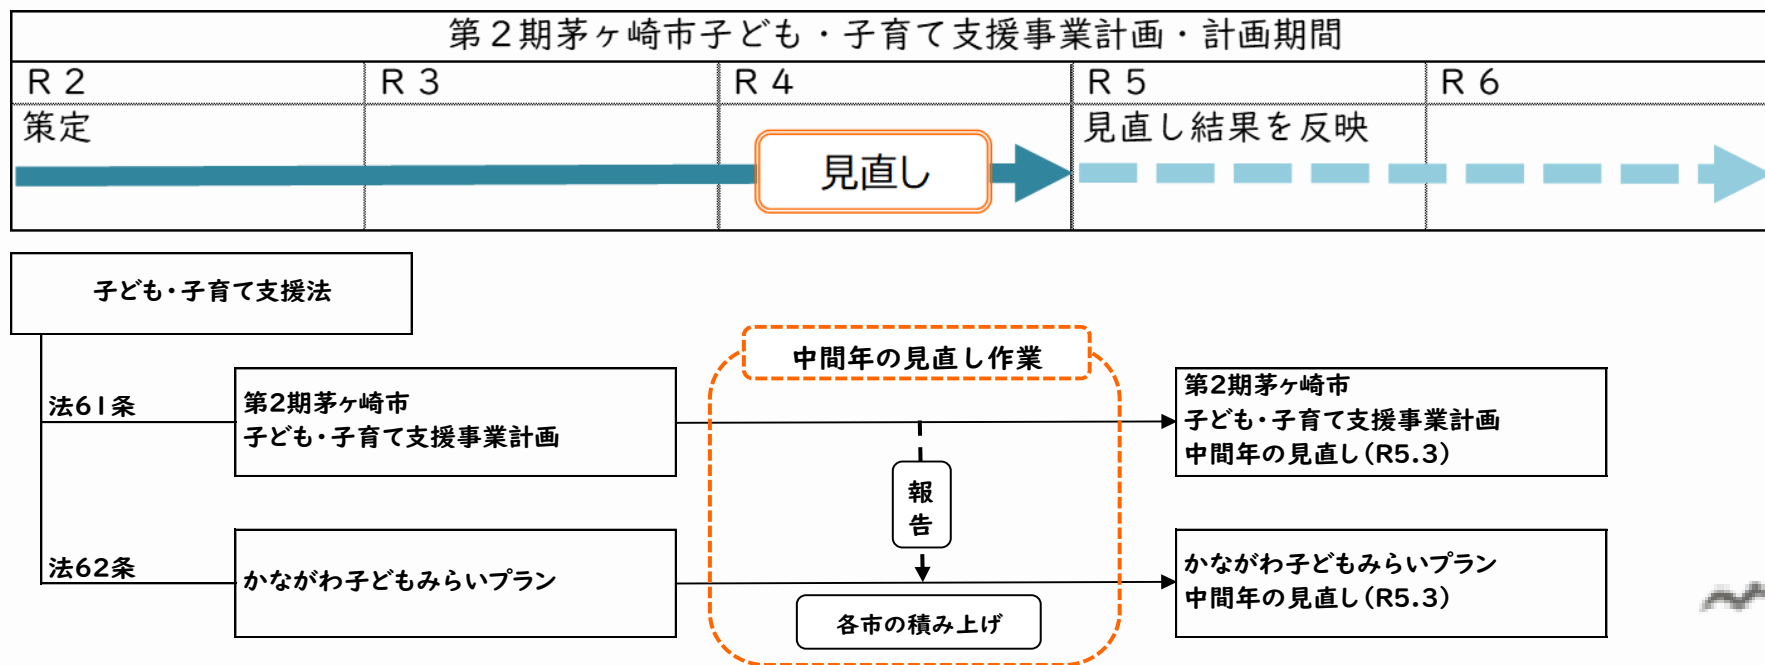 第２期茅ヶ崎市子ども・子育て支援事業計画・計画期間
Ｒ２
Ｒ３
Ｒ４
Ｒ５
Ｒ６
策定
見直し結果を反映
見直し
子ども・子育て支援法
中間年の見直し作業
法61条
第2期茅ヶ崎市
子ども・子育て支援事業計画
第2期茅ヶ崎市
子ども・子育て支援事業計画
中間年の見直し(R5.3)
報
告
法62条
かながわ子どもみらいプラン
かながわ子どもみらいプラン
中間年の見直し(R5.3)
各市の積み上げ